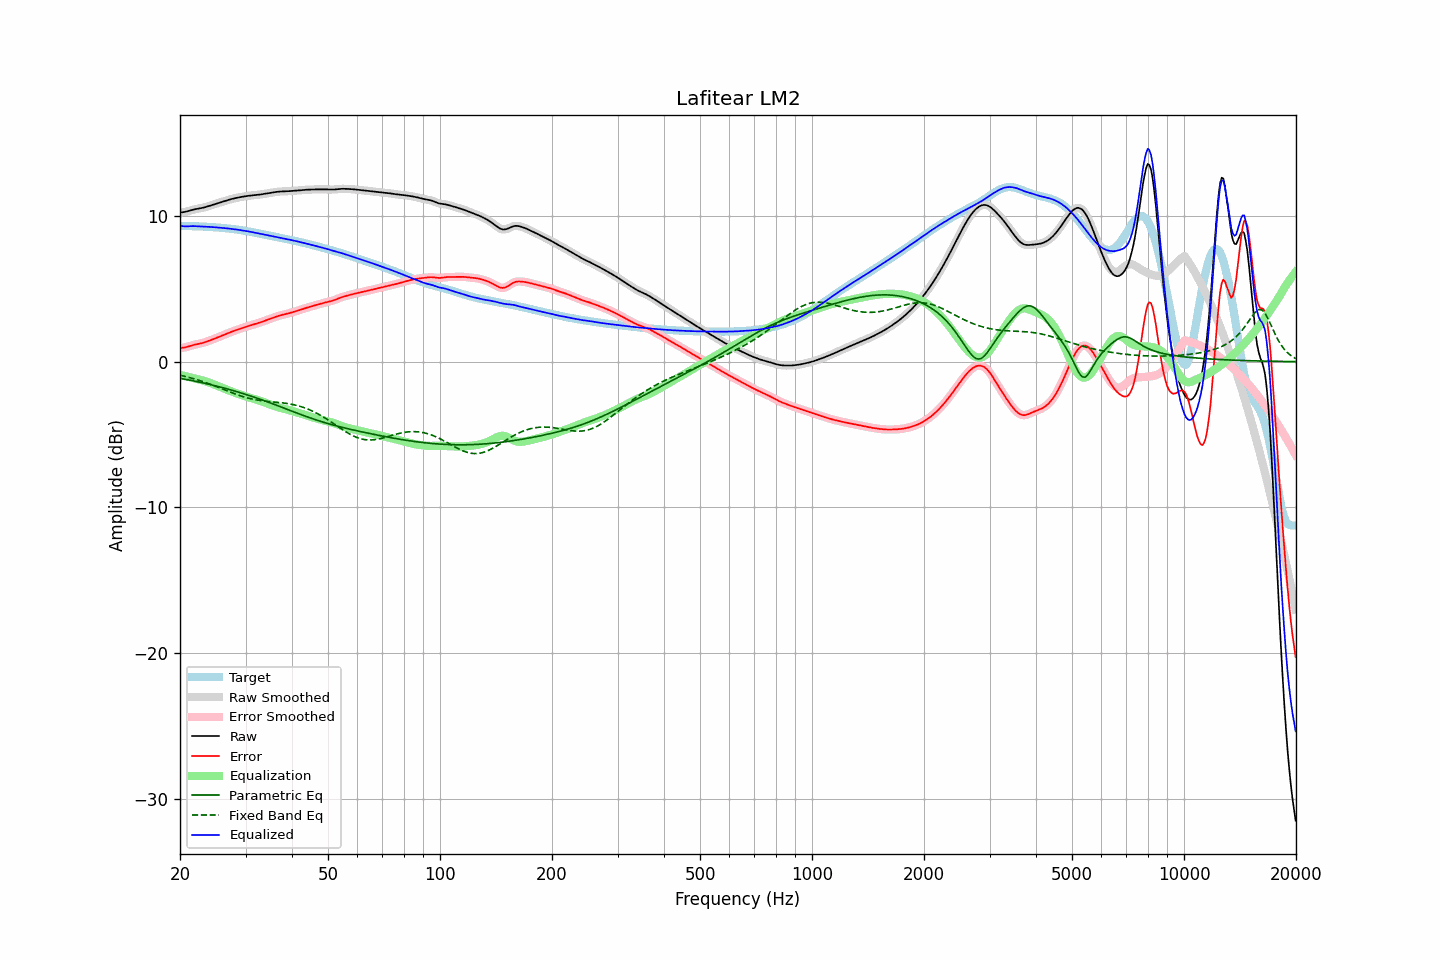 Lafitear LM2
Amplitude (dBr)
10
0
−10
−20
−30
Target
Raw Smoothed
Error Smoothed
Raw
Error
Equalization
Parametric Eq
Fixed Band Eq
Equalized
20 50 100 200 500 1000 2000 5000 10000 20000
Frequency (Hz)